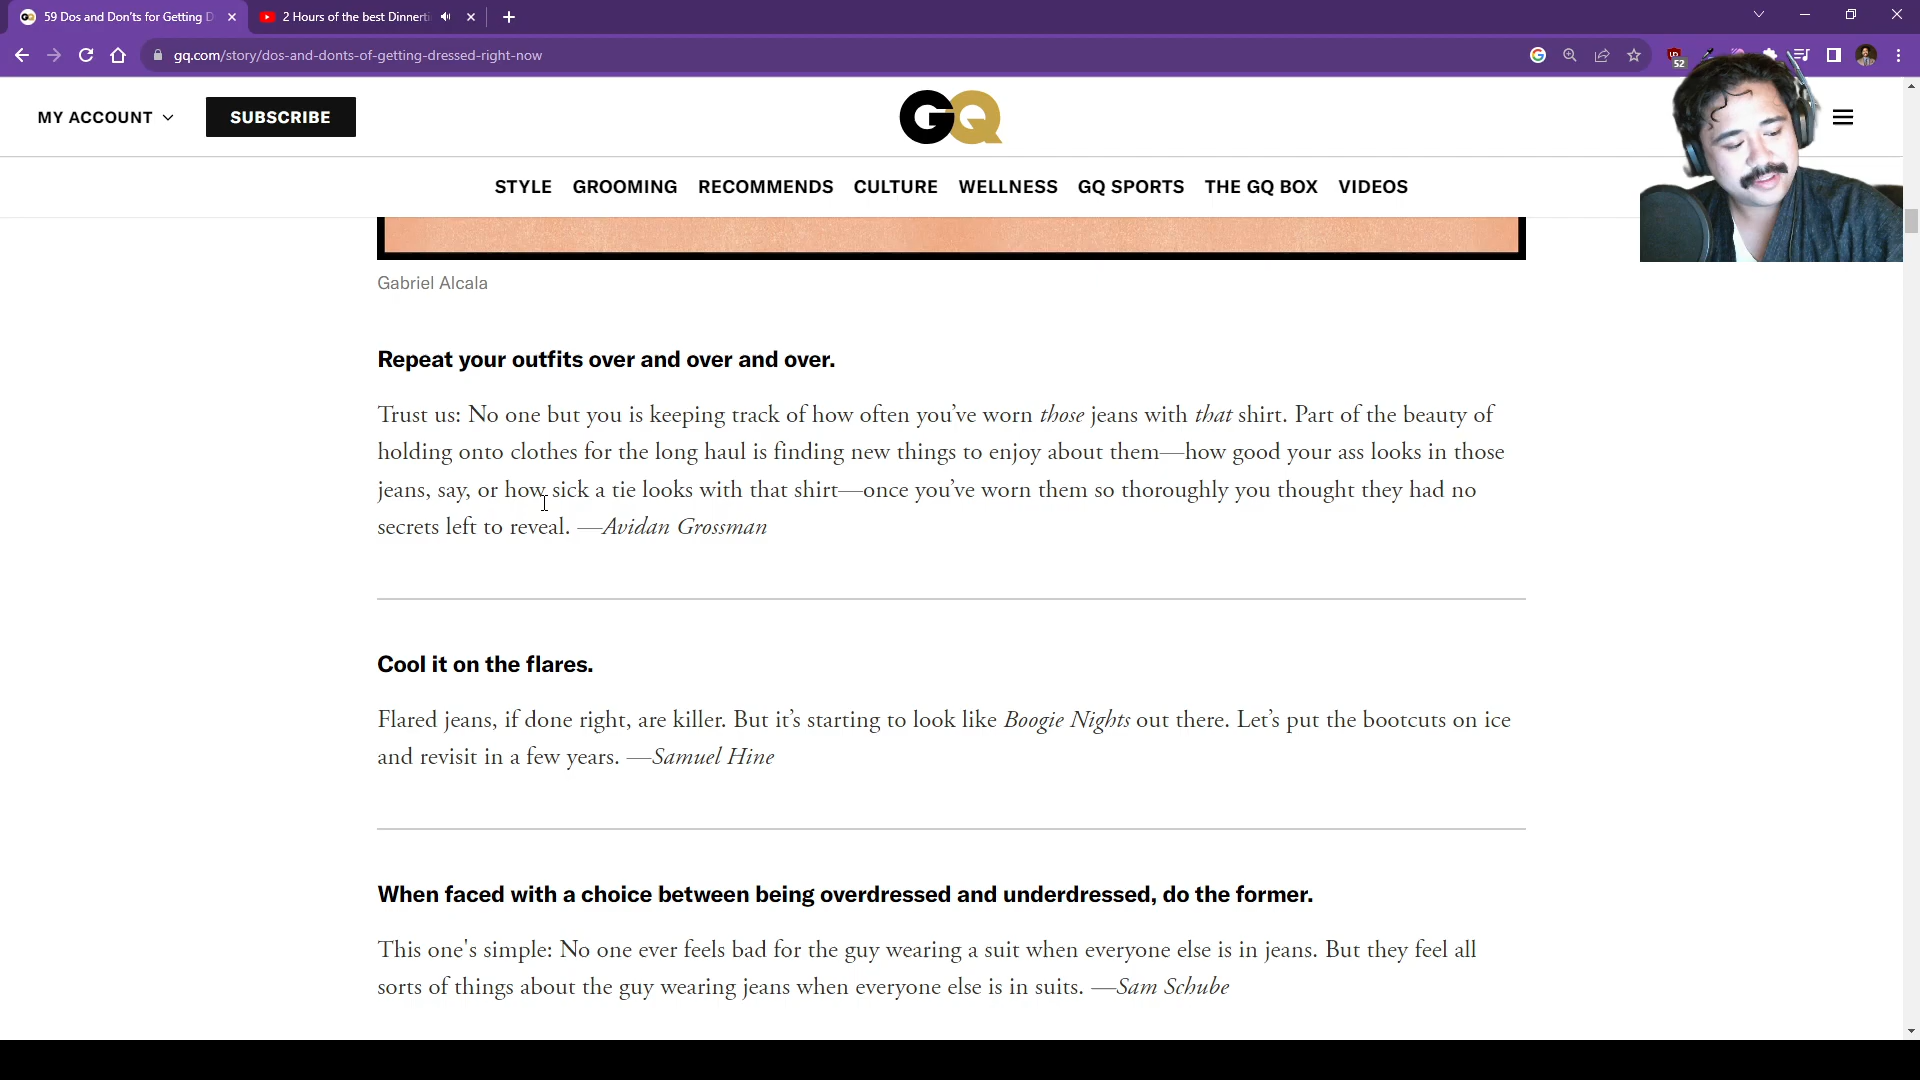 59 Dos and Don'ts for Getting D
2 Hours of the best Dinnerti
gq.com/story/dos-and-donts-of-getting-dressed-right-now
52
MY ACCOUNT
SUBSCRIBE
GQ
STYLE GROOMING RECOMMENDS CULTURE WELLNESS GQ SPORTS THE GQ BOX VIDEOS
Gabriel Alcala
Repeat your outfits over and over and over.
Trust us: No one but you is keeping track of how often you’ve worn those jeans with that shirt. Part of the beauty of
holding onto clothes for the long haul is finding new things to enjoy about them—how good your ass looks in those
jeans, say, or how sick a tie looks with that shirt—once you’ve worn them so thoroughly you thought they had no
secrets left to reveal. —Avidan Grossman
Cool it on the flares.
Flared jeans, if done right, are killer. But it’s starting to look like Boogie Nights out there. Let’s put the bootcuts on ice
and revisit in a few years. —Samuel Hine
When faced with a choice between being overdressed and underdressed, do the former.
This one's simple: No one ever feels bad for the guy wearing a suit when everyone else is in jeans. But they feel all
sorts of things about the guy wearing jeans when everyone else is in suits. —Sam Schube